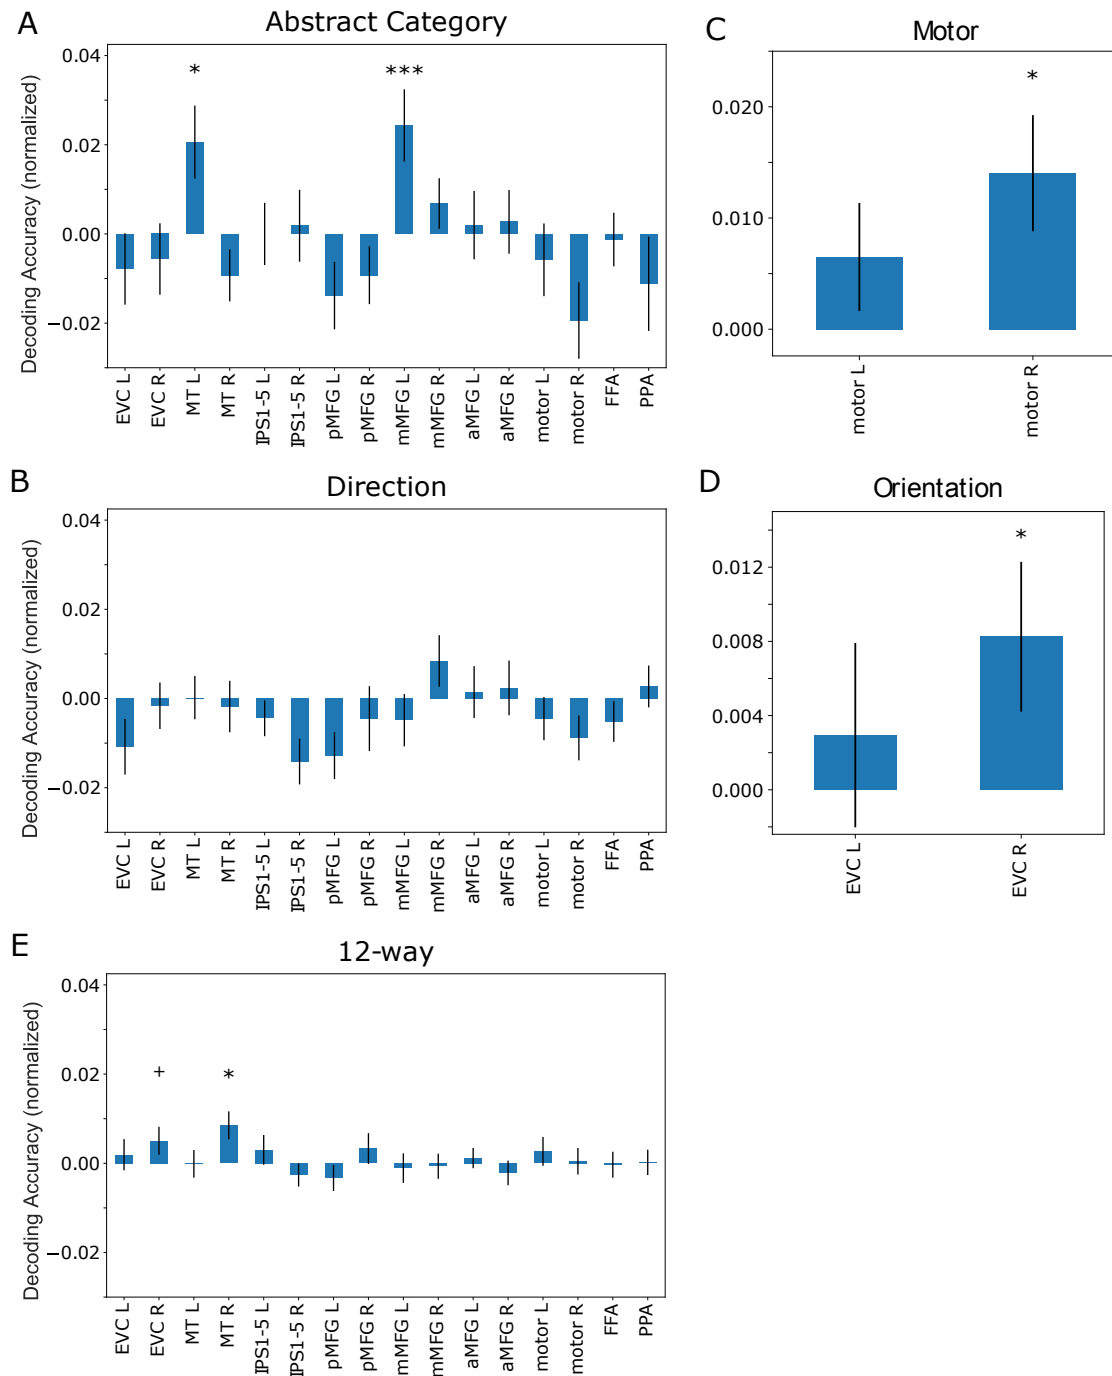 A
Abstract Category
Decoding Accuracy (normalized)
0.04
0.02
0.00
−0.02
*
***
EVC L
EVC R
MT L
MT R
IPS1-5 L
IPS1-5 R
pMFG L
pMFG R
mMFG L
mMFG R
aMFG L
aMFG R
motor L
motor R
FFA
PPA
C
Motor
0.020
0.010
0.000
*
motor L
motor R
B
Direction
Decoding Accuracy (normalized)
0.04
0.02
0.00
−0.02
EVC L
EVC R
MT L
MT R
IPS1-5 L
IPS1-5 R
pMFG L
pMFG R
mMFG L
mMFG R
aMFG L
aMFG R
motor L
motor R
FFA
PPA
D
Orientation
0.012
0.008
0.004
0.000
*
EVC L
EVC R
E
12-way
Decoding Accuracy (normalized)
0.04
0.02
0.00
−0.02
+
*
EVC L
EVC R
MT L
MT R
IPS1-5 L
IPS1-5 R
pMFG L
pMFG R
mMFG L
mMFG R
aMFG L
aMFG R
motor L
motor R
FFA
PPA